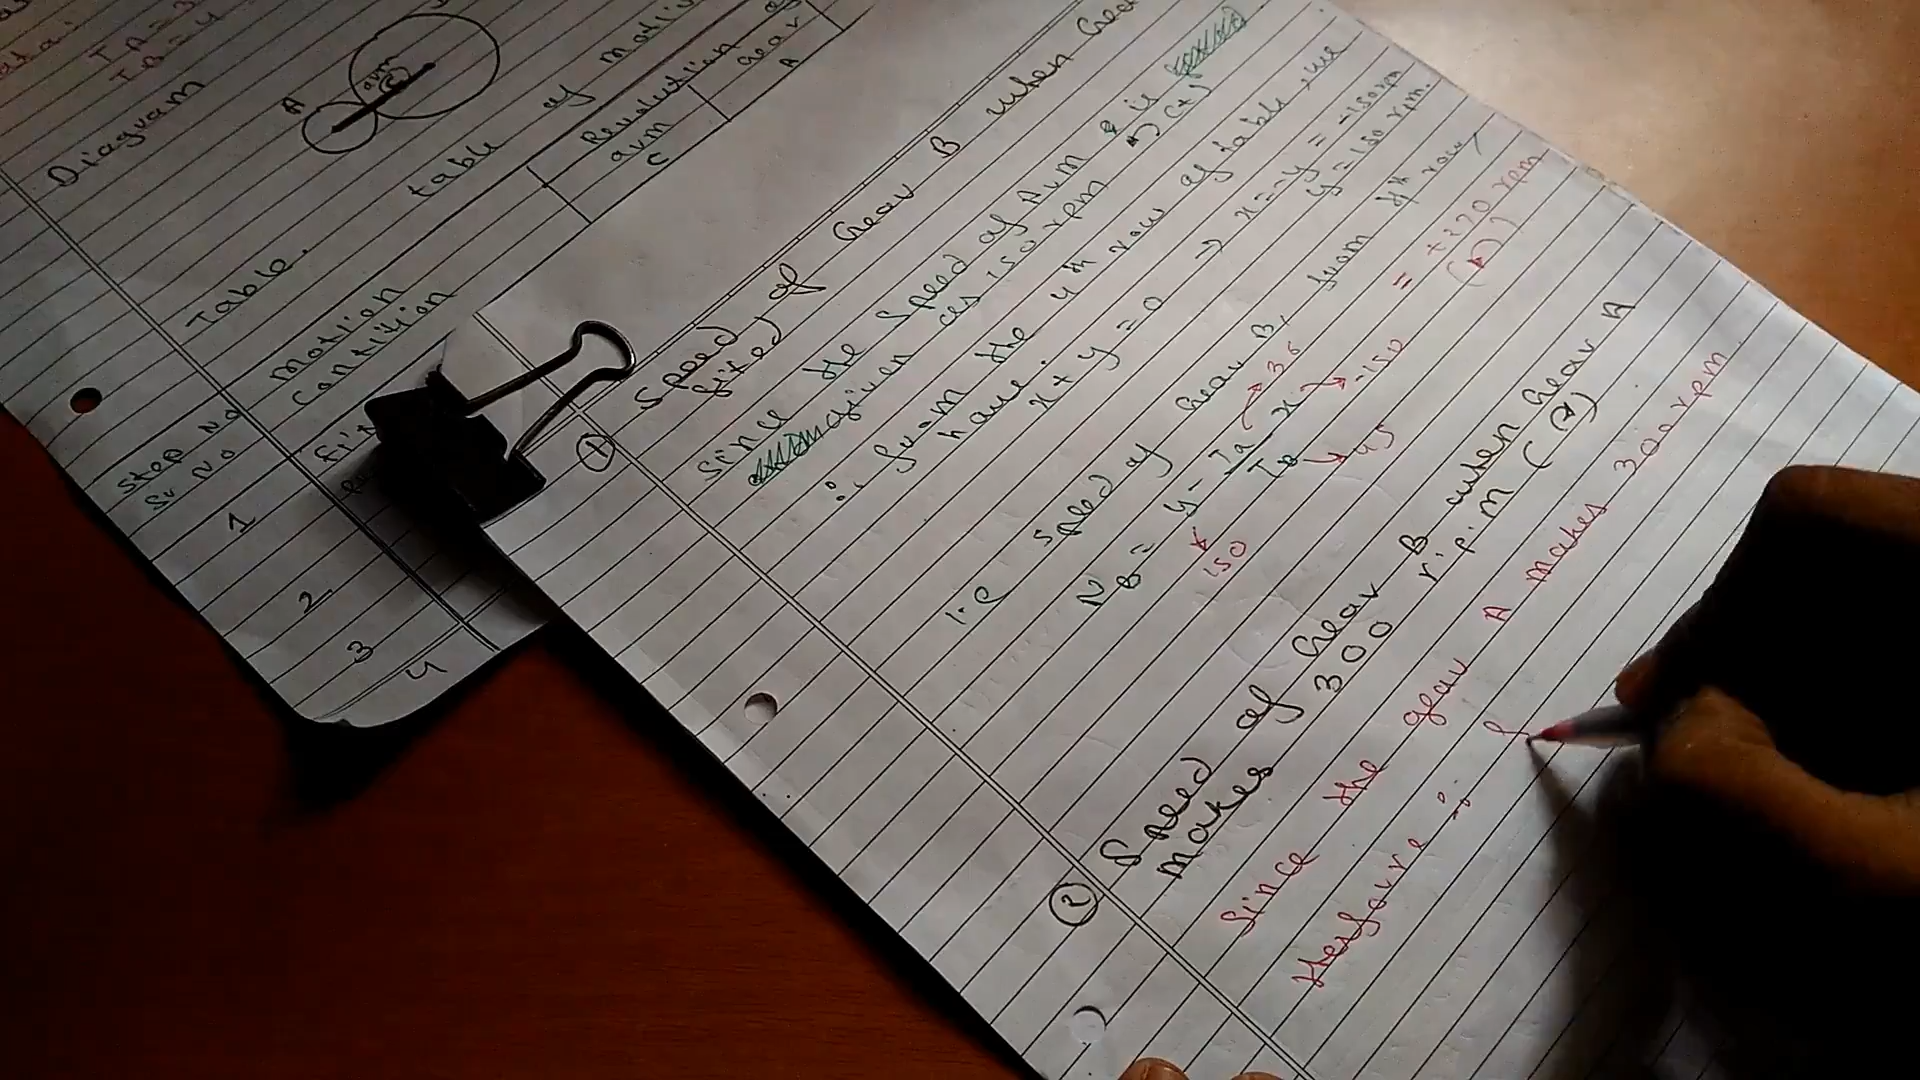 TA = 3
TB = 4
Diagram
A
arm
C
Table.
table of motion
Step No
Sr No
motion
Condition
Revolution of
arm
C
Gear
A
1
2
3
4
① Speed of Gear B when Gear
fixed
Since the speed of Arm is
given as 150 rpm (+)
∴ from the 4th row of table, we
have.
x + y = 0 ⇒ x = -y = -150 rpm
y = 150 rpm.
i.e speed of Gear B, from 4th row,
NB = y - TA/TB x = +270 rpm
36
150
45
-150
② Speed of Gear B when Gear A
makes 300 r.p.m
Since the gear A makes 300 rpm
therfoure ∴